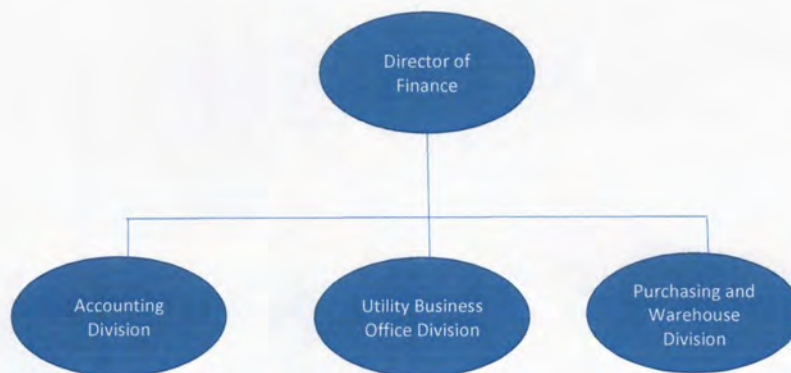 Director of
Finance
Accounting
Division
Utility Business
Office Division
Purchasing and
Warehouse
Division